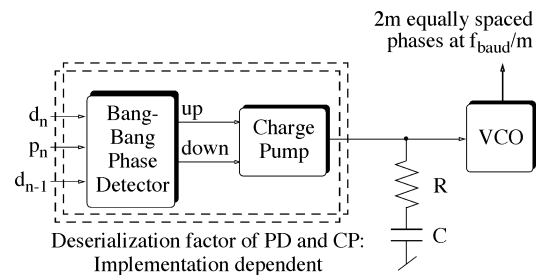 2m equally spaced
phases at f_baud/m
d_n
p_n
d_n-1
Bang-
Bang
Phase
Detector
up
down
Charge
Pump
VCO
R
C
Deserialization factor of PD and CP:
Implementation dependent